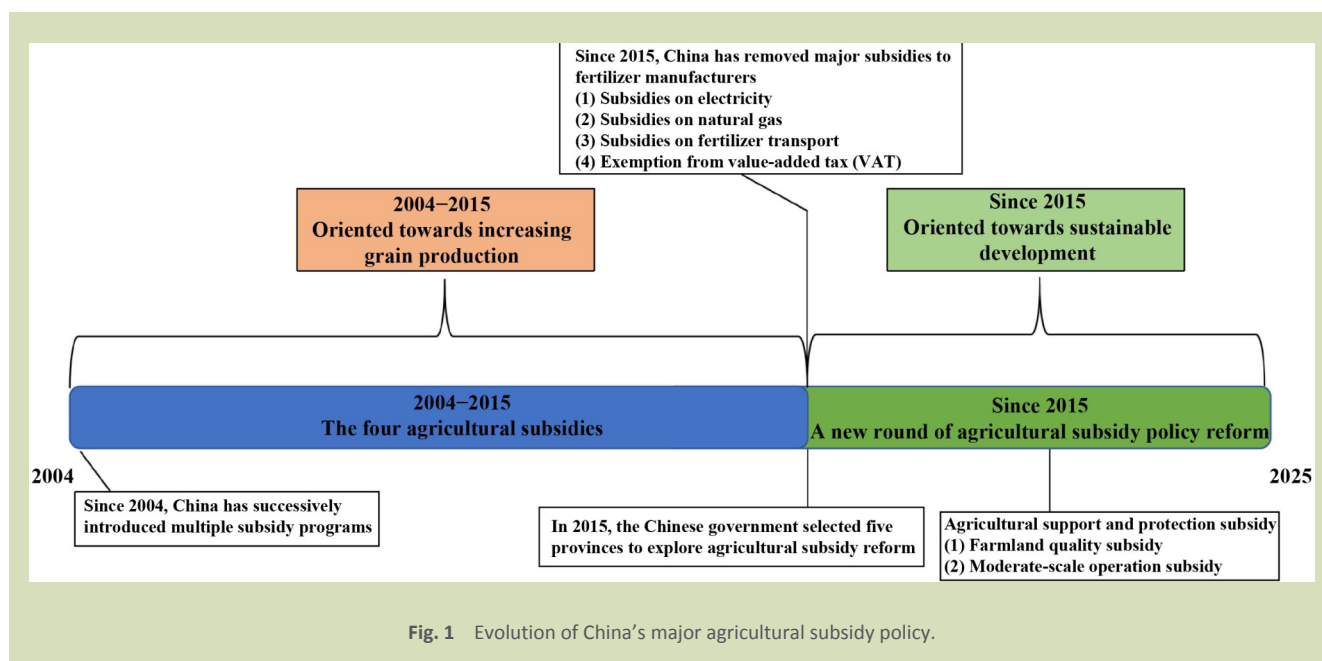 Since 2015, China has removed major subsidies to
fertilizer manufacturers
(1) Subsidies on electricity
(2) Subsidies on natural gas
(3) Subsidies on fertilizer transport
(4) Exemption from value-added tax (VAT)
2004−2015
Oriented towards increasing
grain production
Since 2015
Oriented towards sustainable
development
2004−2015
The four agricultural subsidies
Since 2015
A new round of agricultural subsidy policy reform
2004
2025
Since 2004, China has successively
introduced multiple subsidy programs
In 2015, the Chinese government selected five
provinces to explore agricultural subsidy reform
Agricultural support and protection subsidy
(1) Farmland quality subsidy
(2) Moderate-scale operation subsidy
Fig. 1 Evolution of China’s major agricultural subsidy policy.